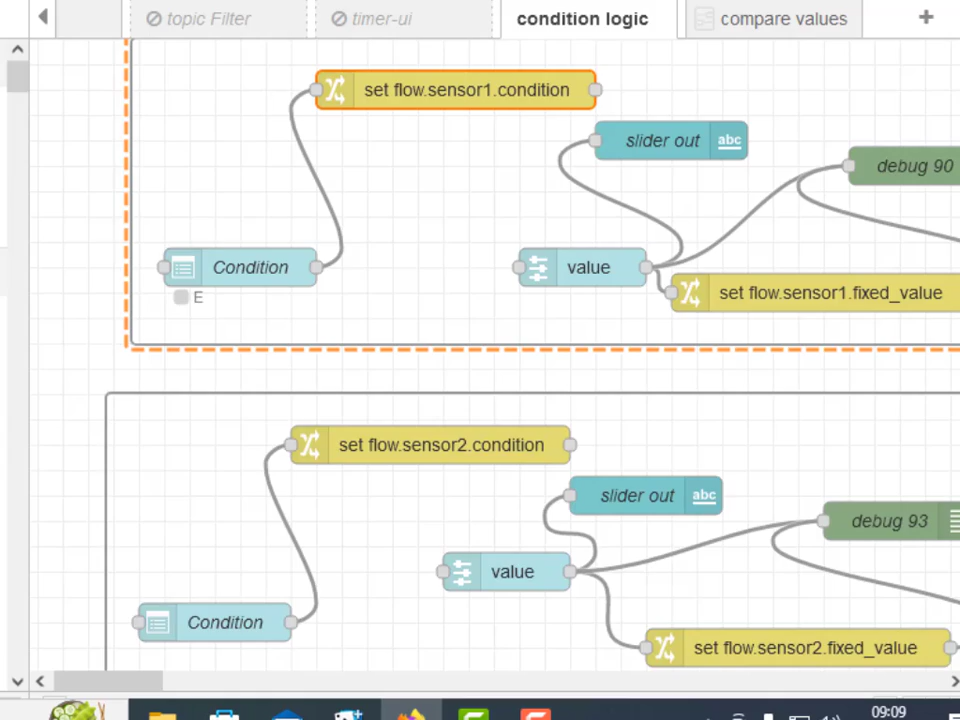 topic Filter
timer-ui
condition logic
compare values
set flow.sensor1.condition
slider out
abc
debug 90
Condition
value
E
set flow.sensor1.fixed_value
set flow.sensor2.condition
slider out
abc
debug 93
value
Condition
set flow.sensor2.fixed_value
09:09